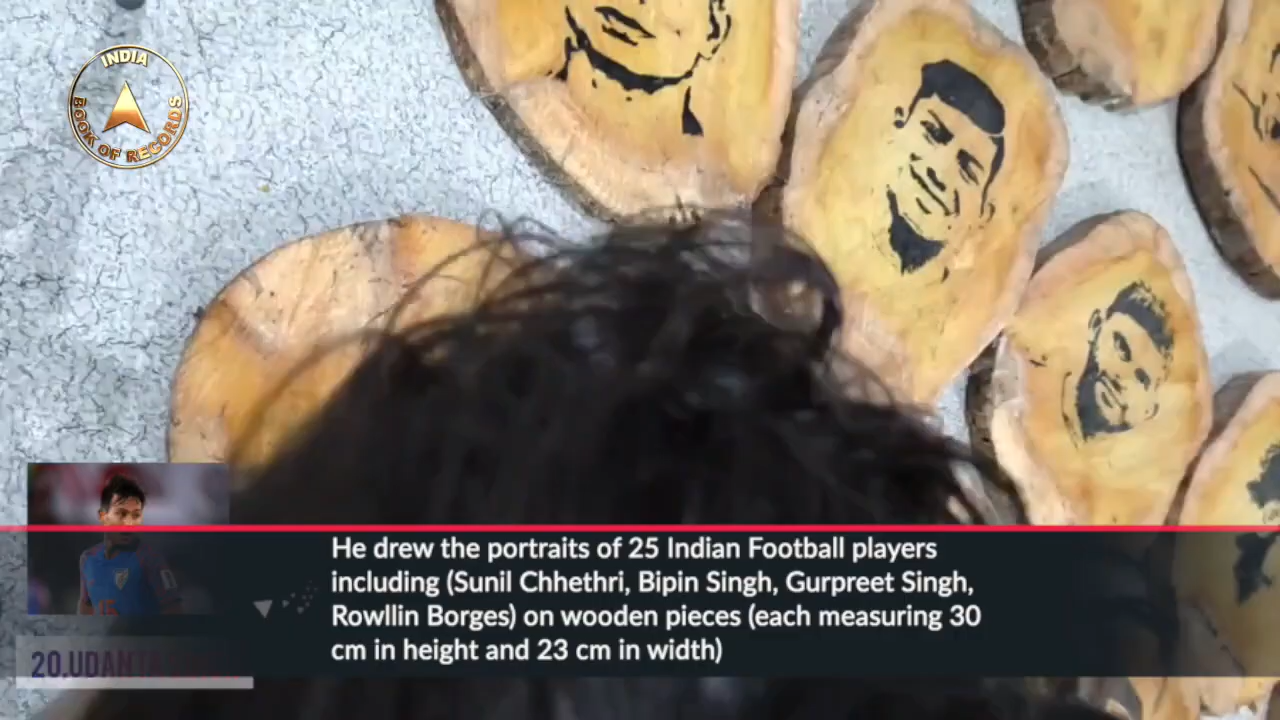 INDIA
BOOK OF RECORDS
He drew the portraits of 25 Indian Football players
including (Sunil Chhethri, Bipin Singh, Gurpreet Singh,
Rowllin Borges) on wooden pieces (each measuring 30
cm in height and 23 cm in width)
20.UDANTA